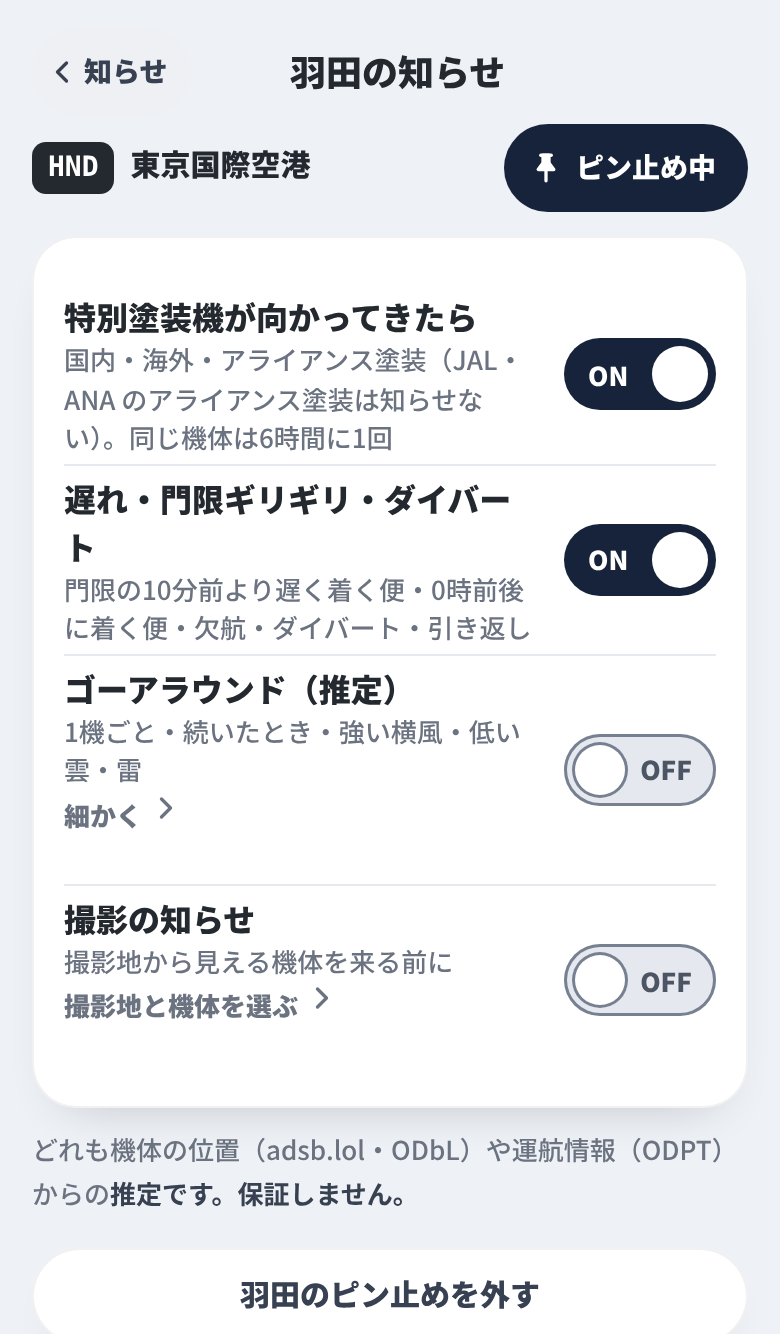 知らせ
羽田の知らせ
HND
東京国際空港
ピン止め中
特別塗装機が向かってきたら
国内・海外・アライアンス塗装（JAL・
ANA のアライアンス塗装は知らせな
い）。同じ機体は6時間に1回
ON
遅れ・門限ギリギリ・ダイバー
ト
門限の10分前より遅く着く便・0時前後
に着く便・欠航・ダイバート・引き返し
ON
ゴーアラウンド（推定）
1機ごと・続いたとき・強い横風・低い
雲・雷
細かく
OFF
撮影の知らせ
撮影地から見える機体を来る前に
撮影地と機体を選ぶ
OFF
どれも機体の位置（adsb.lol・ODbL）や運航情報（ODPT）
からの推定です。保証しません。
羽田のピン止めを外す